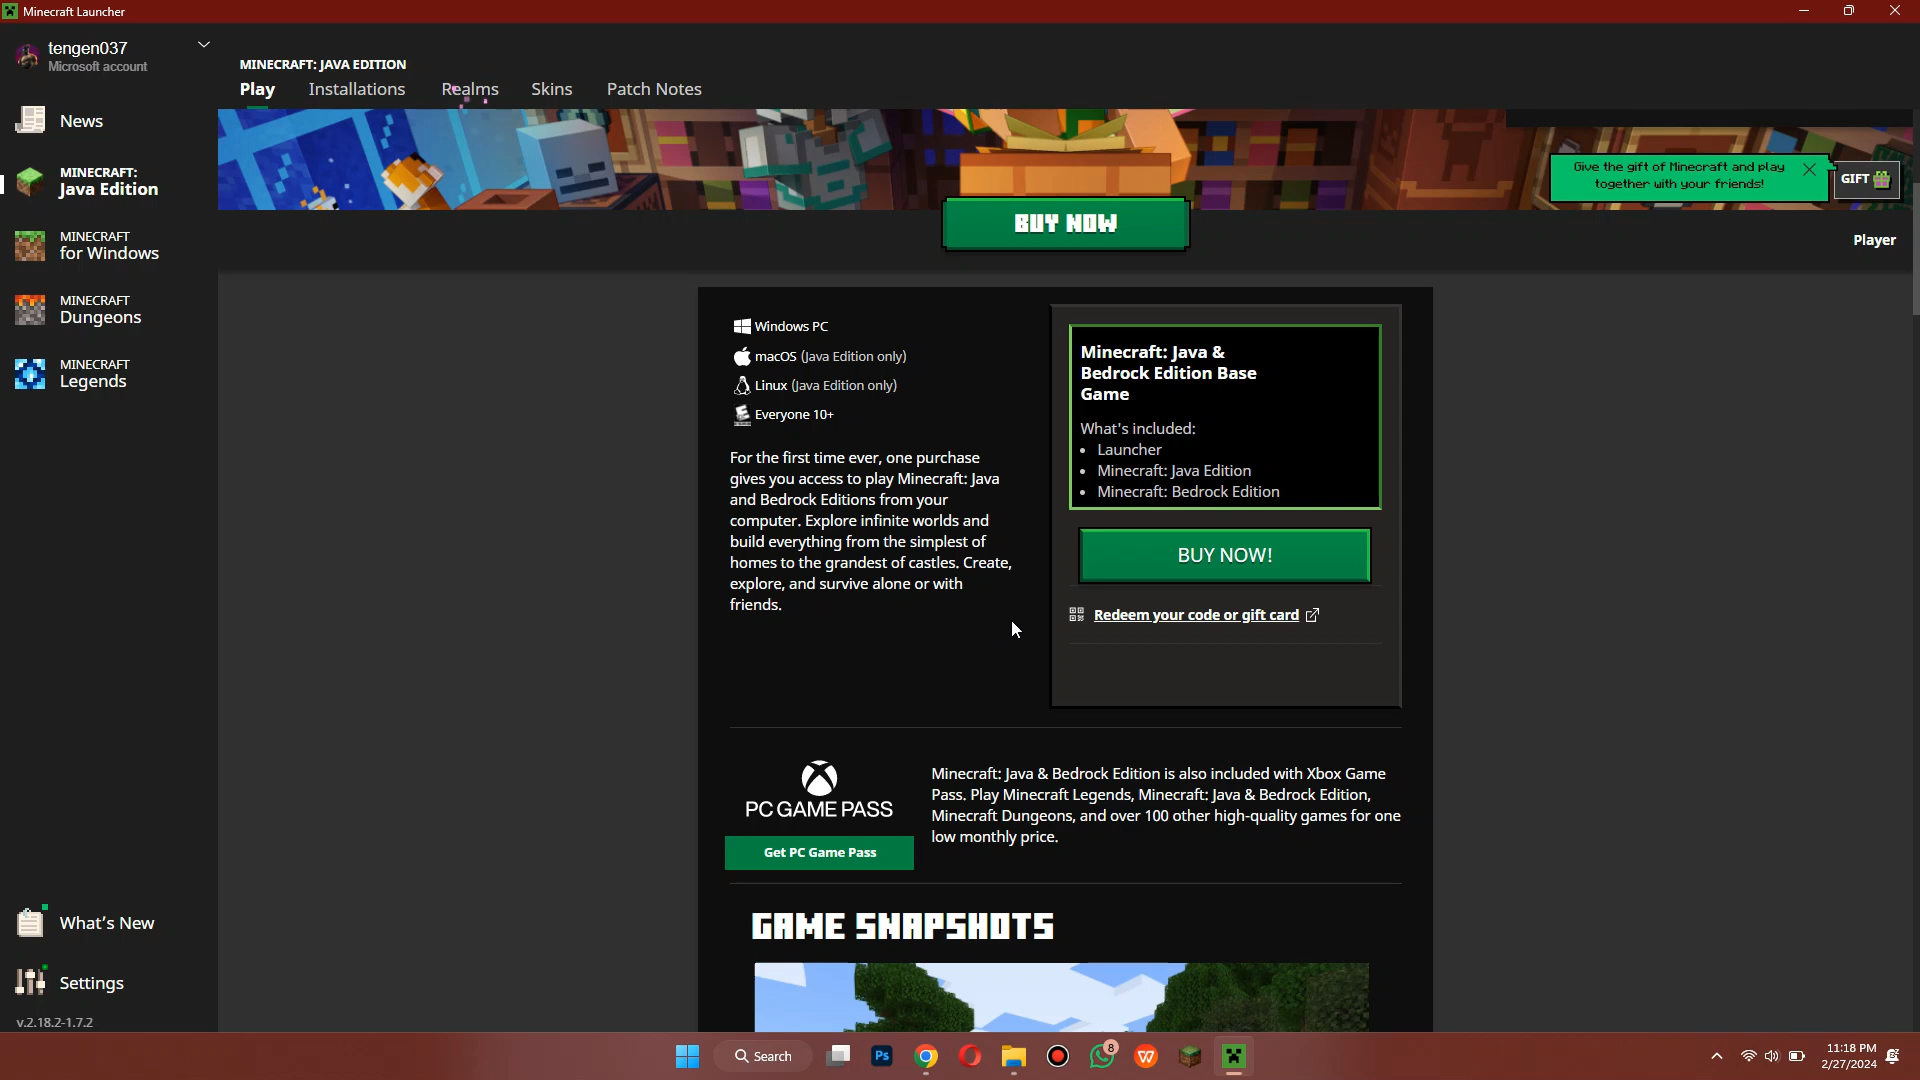 Minecraft Launcher
tengen037
Microsoft account
MINECRAFT: JAVA EDITION
Play
Installations
Realms
Skins
Patch Notes
News
MINECRAFT:
Java Edition
MINECRAFT
for Windows
MINECRAFT
Dungeons
MINECRAFT
Legends
What's New
Settings
v.2.18.2-1.7.2
Give the gift of Minecraft and play
together with your friends!
GIFT
BUY NOW
Player
Windows PC
macOS (Java Edition only)
Linux (Java Edition only)
Everyone 10+
For the first time ever, one purchase
gives you access to play Minecraft: Java
and Bedrock Editions from your
computer. Explore infinite worlds and
build everything from the simplest of
homes to the grandest of castles. Create,
explore, and survive alone or with
friends.
Minecraft: Java &
Bedrock Edition Base
Game
What's included:
• Launcher
• Minecraft: Java Edition
• Minecraft: Bedrock Edition
BUY NOW!
Redeem your code or gift card
PC GAME PASS
Get PC Game Pass
Minecraft: Java & Bedrock Edition is also included with Xbox Game
Pass. Play Minecraft Legends, Minecraft: Java & Bedrock Edition,
Minecraft Dungeons, and over 100 other high-quality games for one
low monthly price.
GAME SNAPSHOTS
Search
Ps
8
11:18 PM
2/27/2024